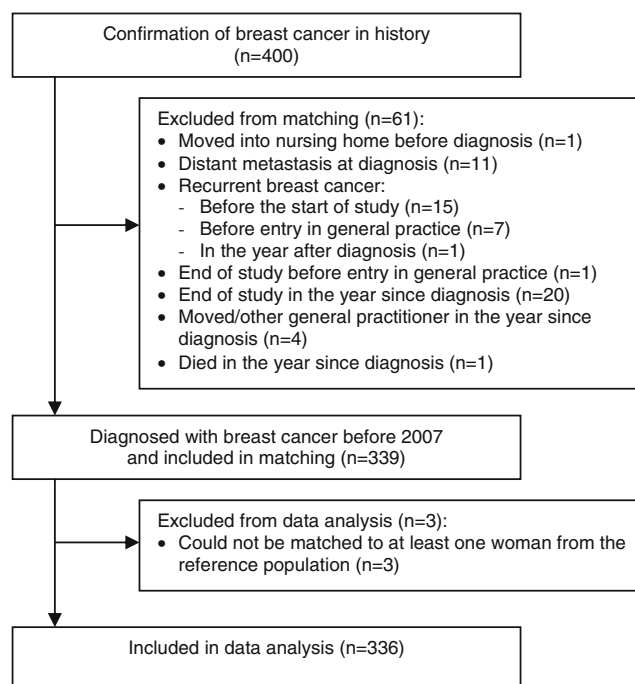 Confirmation of breast cancer in history
(n=400)
Excluded from matching (n=61):
• Moved into nursing home before diagnosis (n=1)
• Distant metastasis at diagnosis (n=11)
• Recurrent breast cancer:
- Before the start of study (n=15)
- Before entry in general practice (n=7)
- In the year after diagnosis (n=1)
• End of study before entry in general practice (n=1)
• End of study in the year since diagnosis (n=20)
• Moved/other general practitioner in the year since
diagnosis (n=4)
• Died in the year since diagnosis (n=1)
Diagnosed with breast cancer before 2007
and included in matching (n=339)
Excluded from data analysis (n=3):
• Could not be matched to at least one woman from the
reference population (n=3)
Included in data analysis (n=336)